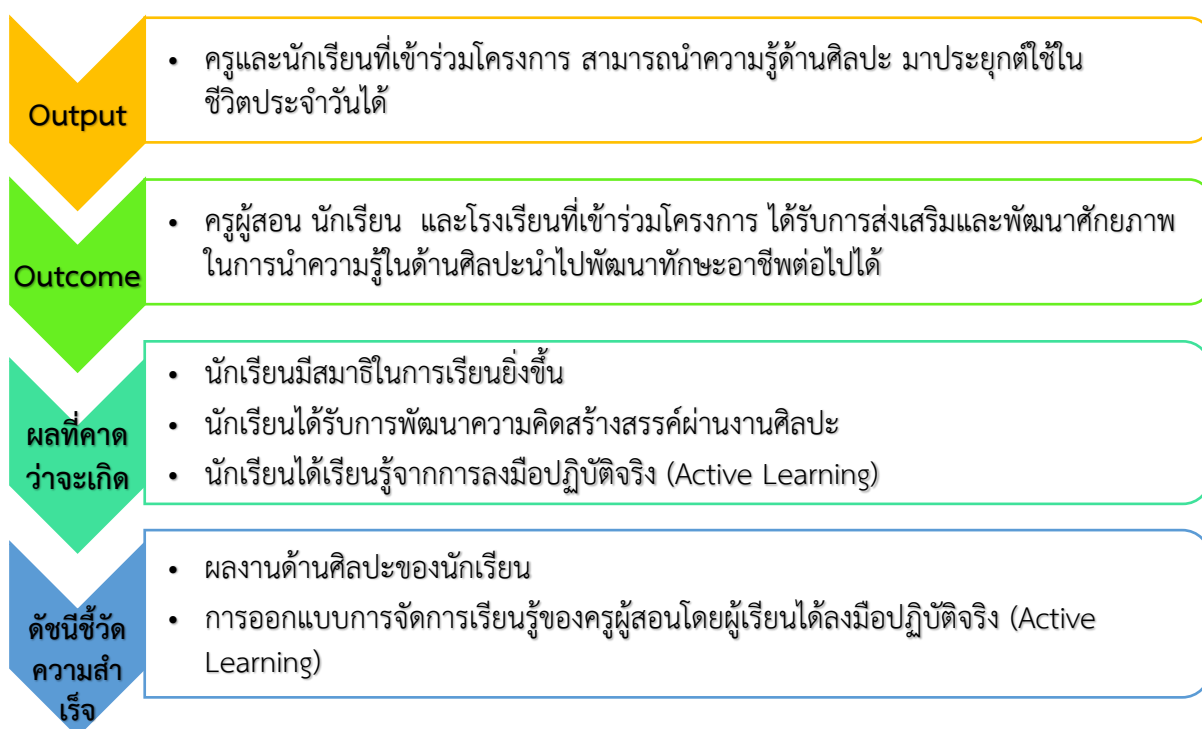 Output
• ครูและนักเรียนที่เข้าร่วมโครงการ สามารถนำความรู้ด้านศิลปะ มาประยุกต์ใช้ใน
ชีวิตประจำวันได้
Outcome
• ครูผู้สอน นักเรียน และโรงเรียนที่เข้าร่วมโครงการ ได้รับการส่งเสริมและพัฒนาศักยภาพ
ในการนำความรู้ในด้านศิลปะนำไปพัฒนาทักษะอาชีพต่อไปได้
ผลที่คาด
ว่าจะเกิด
• นักเรียนมีสมาธิในการเรียนยิ่งขึ้น
• นักเรียนได้รับการพัฒนาความคิดสร้างสรรค์ผ่านงานศิลปะ
• นักเรียนได้เรียนรู้จากการลงมือปฏิบัติจริง (Active Learning)
ดัชนีชี้วัด
ความสำ
เร็จ
• ผลงานด้านศิลปะของนักเรียน
• การออกแบบการจัดการเรียนรู้ของครูผู้สอนโดยผู้เรียนได้ลงมือปฏิบัติจริง (Active
Learning)